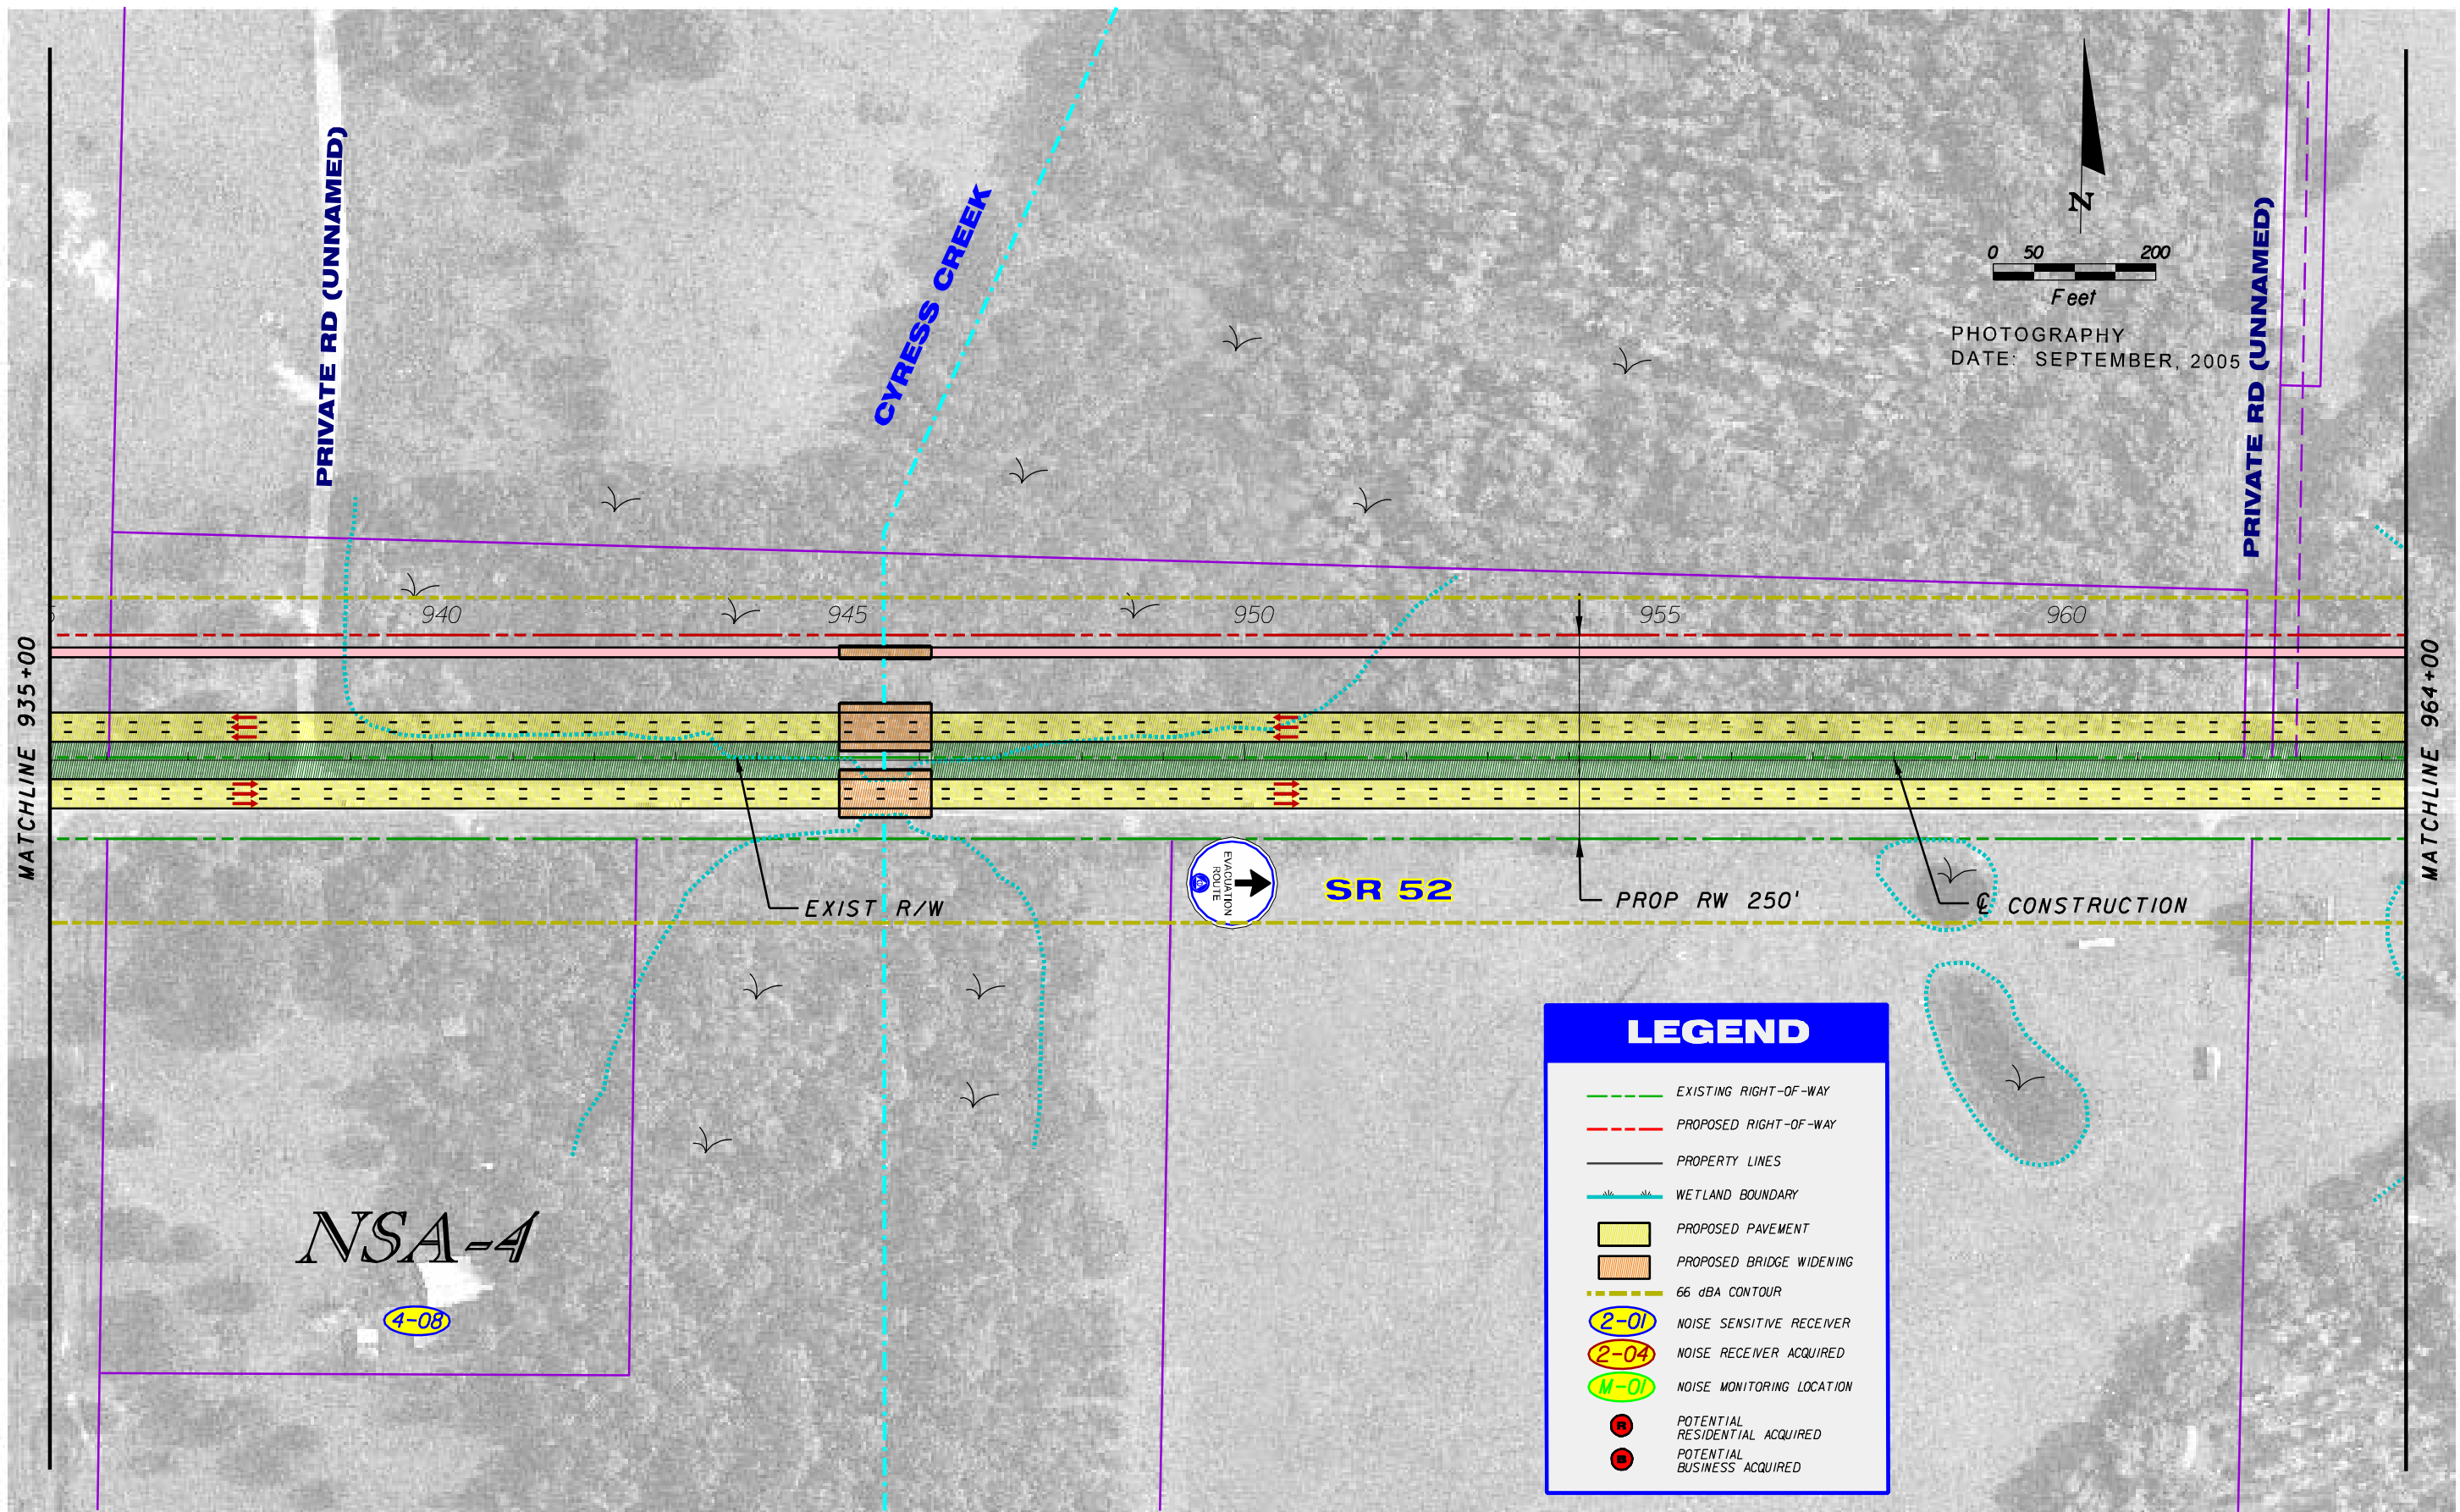 PRIVATE RD (UNNAMED)
CYRESS CREEK
N
0 50 200
Feet
PHOTOGRAPHY
DATE: SEPTEMBER, 2005
PRIVATE RD (UNNAMED)
940
945
950
955
960
MATCHLINE 935+00
MATCHLINE 964+00
EXIST R/W
EVACUATION
ROUTE
SR 52
PROP RW 250'
℄ CONSTRUCTION
NSA-4
4-08
LEGEND
EXISTING RIGHT-OF-WAY
PROPOSED RIGHT-OF-WAY
PROPERTY LINES
WETLAND BOUNDARY
PROPOSED PAVEMENT
PROPOSED BRIDGE WIDENING
66 dBA CONTOUR
2-01 NOISE SENSITIVE RECEIVER
2-04 NOISE RECEIVER ACQUIRED
M-01 NOISE MONITORING LOCATION
R POTENTIAL
RESIDENTIAL ACQUIRED
B POTENTIAL
BUSINESS ACQUIRED